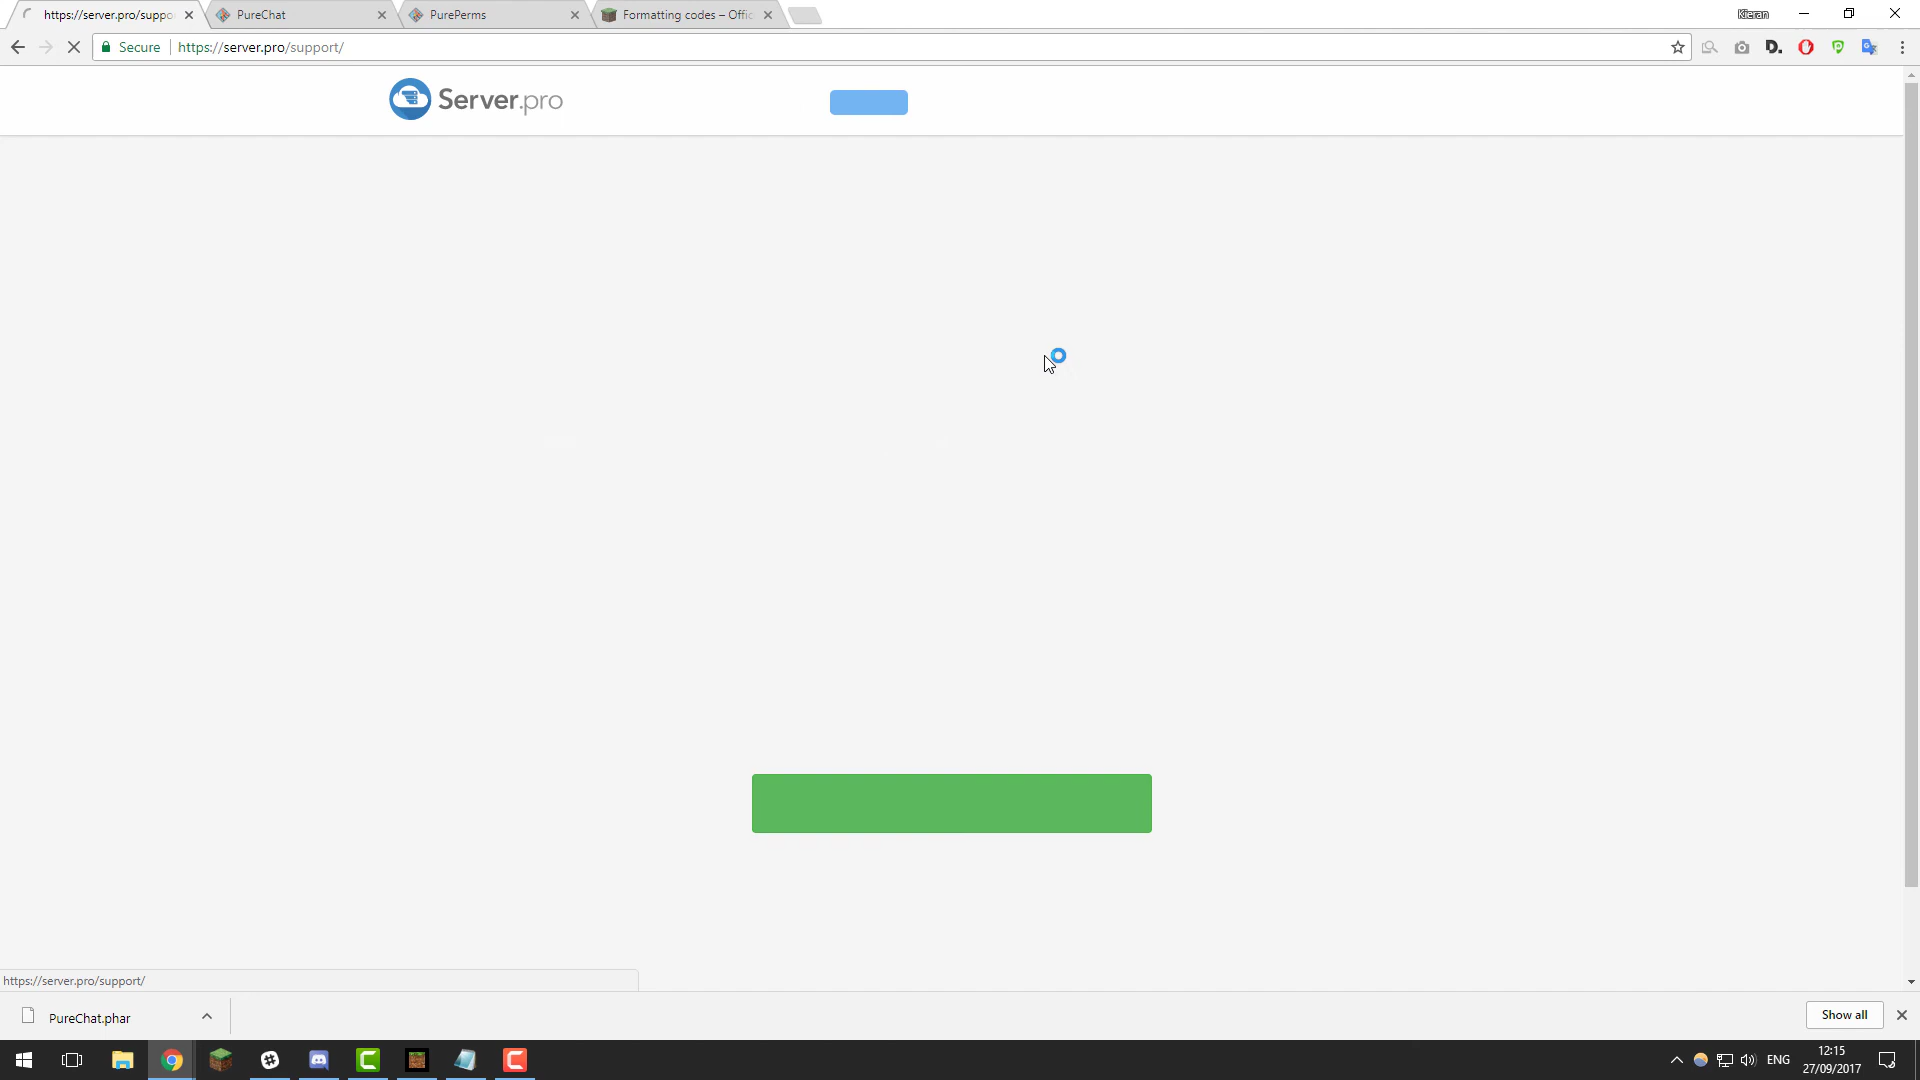 https://server.pro/suppo
PureChat
PurePerms
Formatting codes – Offic
Kieran
Secure
https://server.pro/support/
Server.pro
https://server.pro/support/
PureChat.phar
Show all
ENG
12:15
27/09/2017